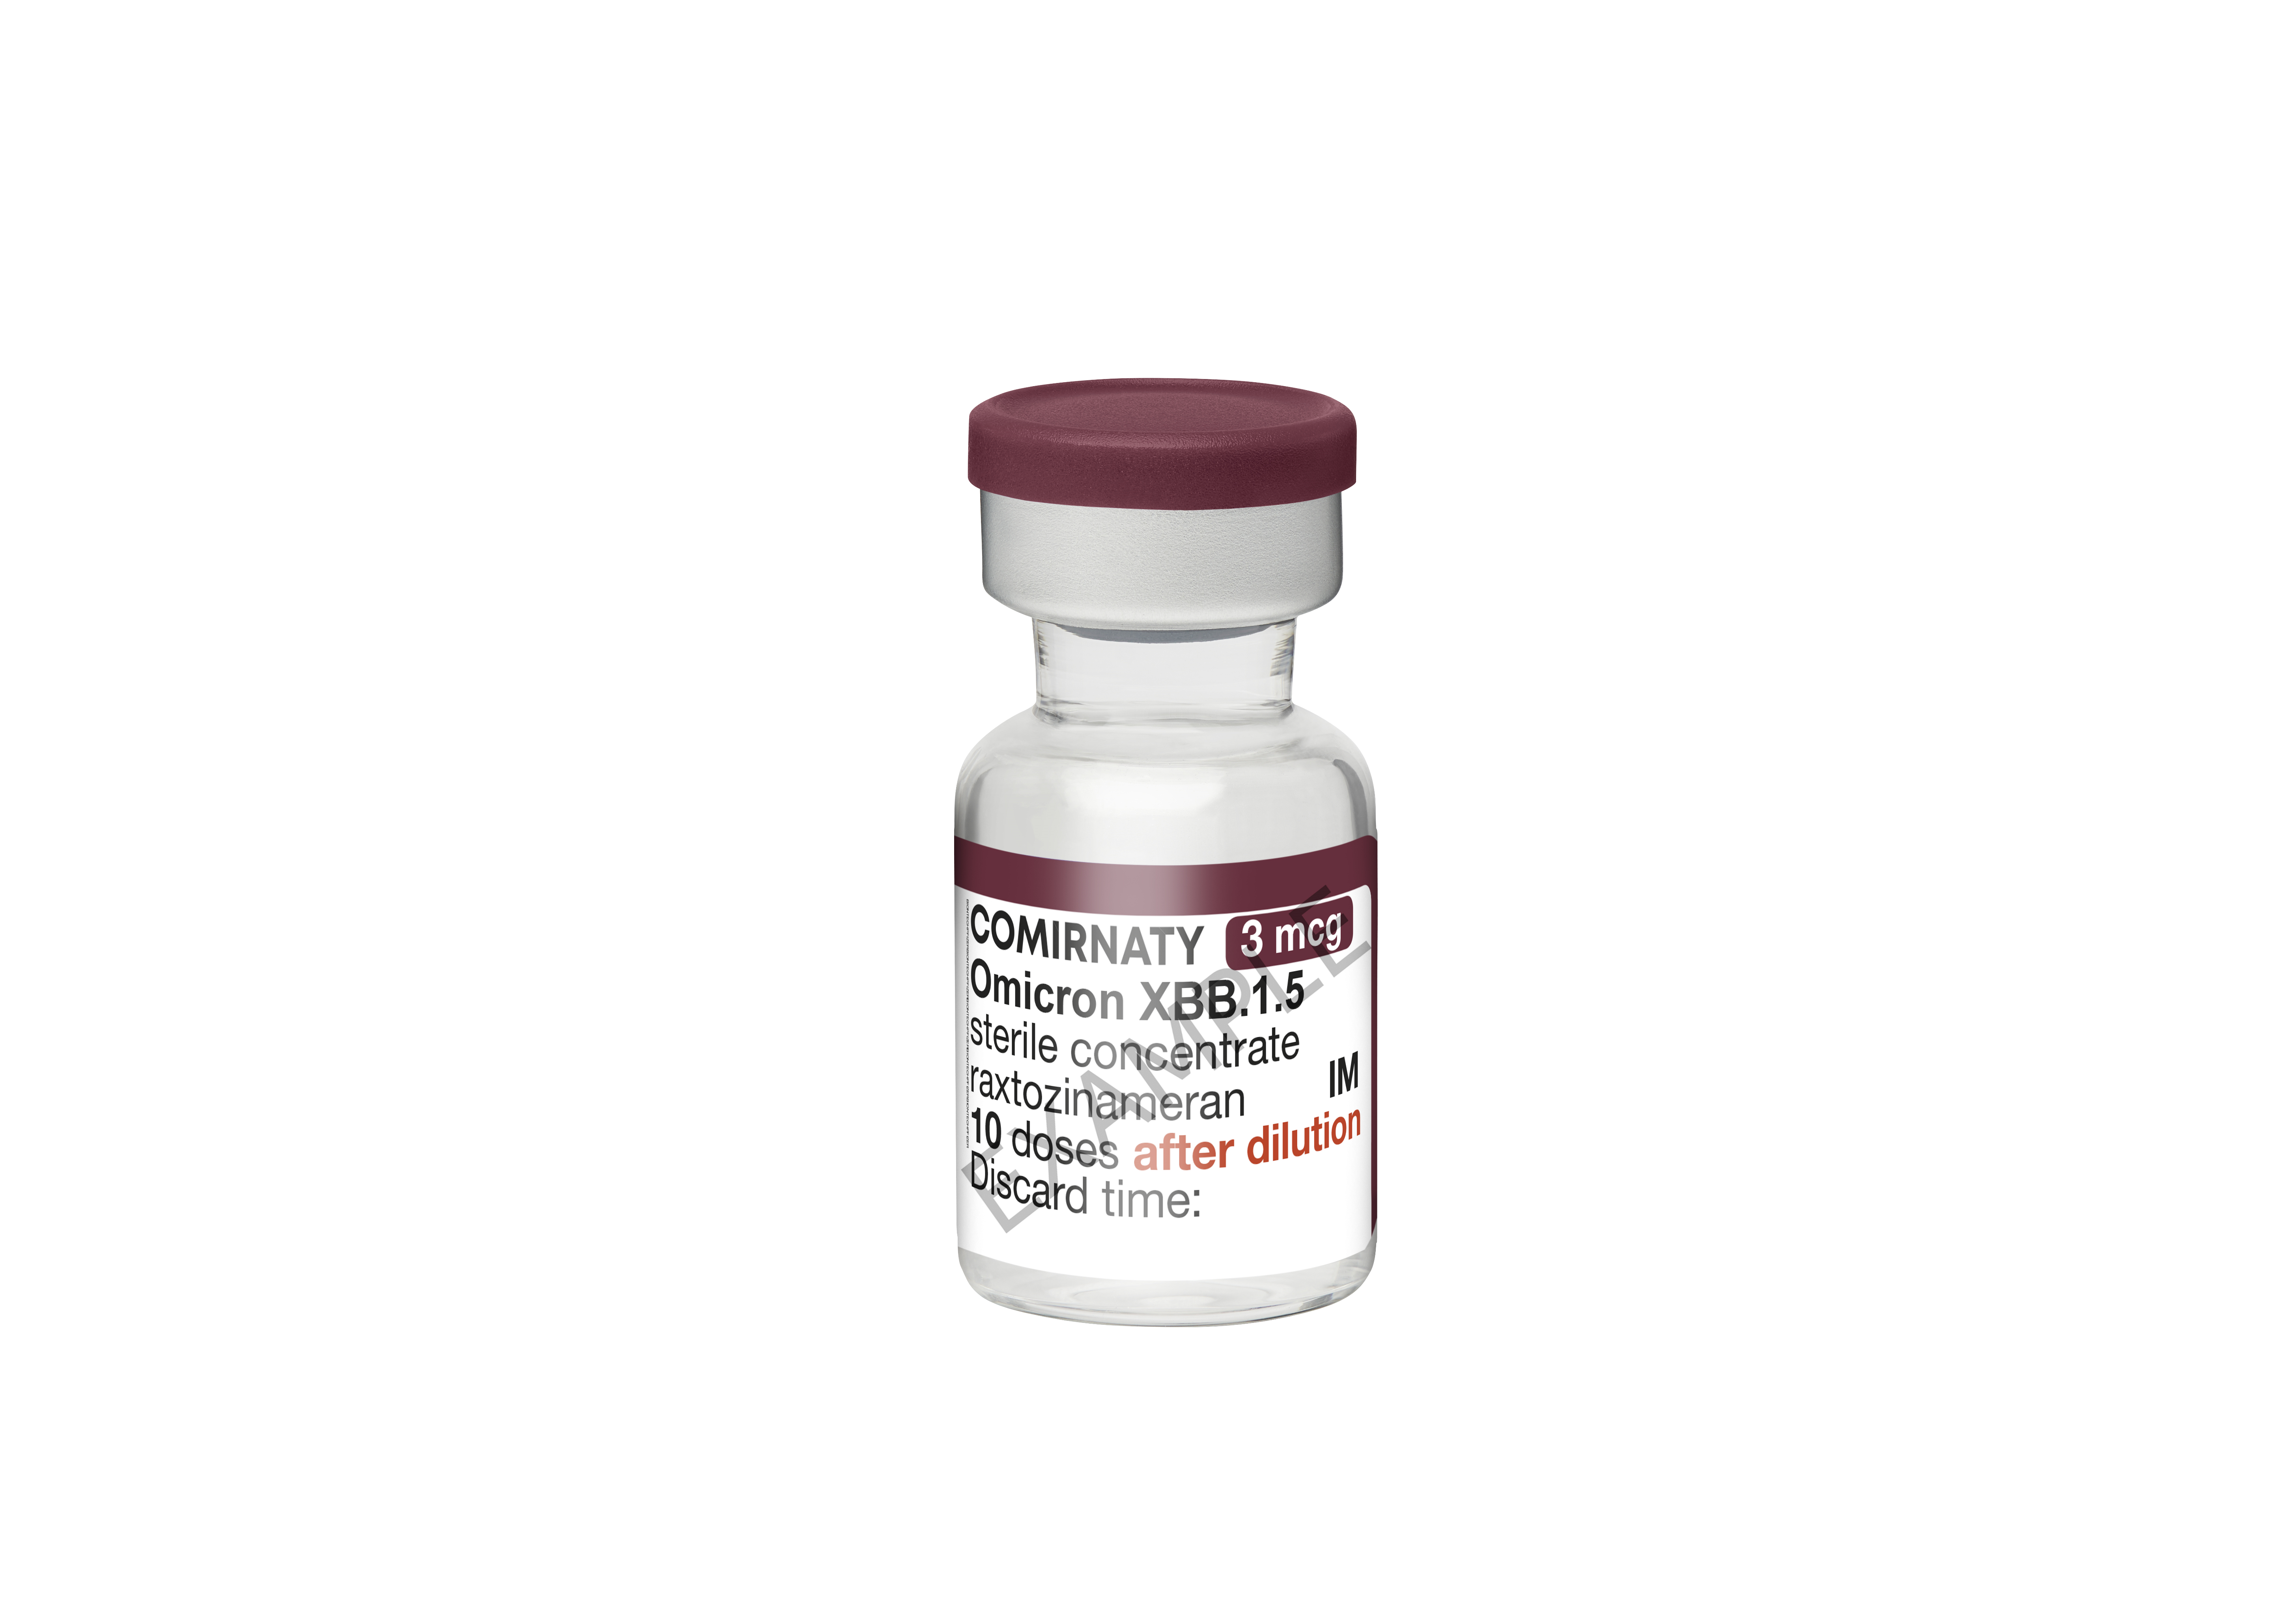 COMIRNATY 3 mcg
Omicron XBB.1.5
sterile concentrate
raxtozinameran IM
10 doses after dilution
Discard time:
EXAMPLE